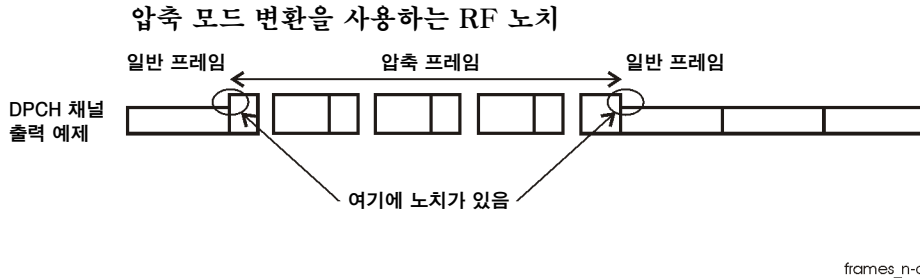 압축 모드 변환을 사용하는 RF 노치
일반 프레임
압축 프레임
일반 프레임
DPCH 채널
출력 예제
여기에 노치가 있음